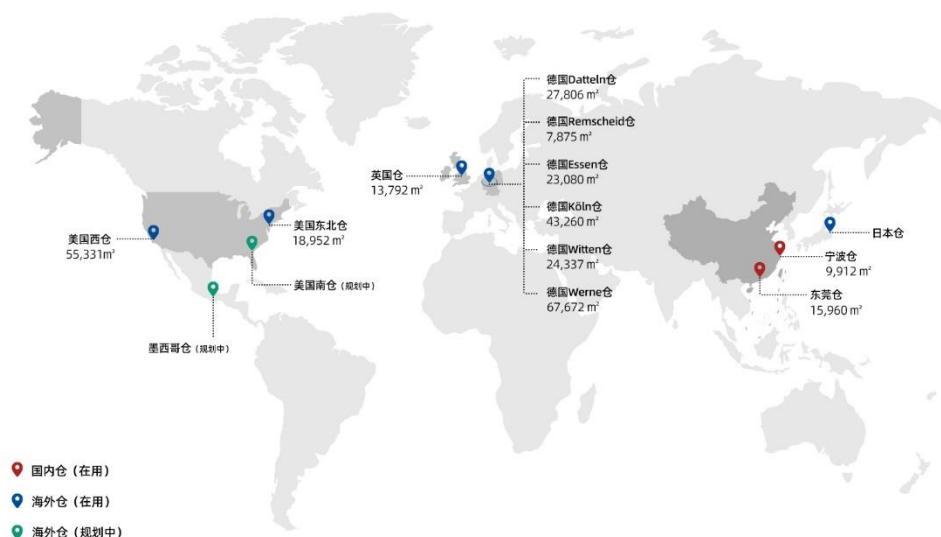 德国Datteln仓
27,806 m²
德国Remscheid仓
7,875 m²
德国Essen仓
23,080 m²
德国Köln仓
43,260 m²
德国Witten仓
24,337 m²
德国Werne仓
67,672 m²
英国仓
13,792 m²
美国西仓
55,331m²
美国东北仓
18,952 m²
美国南仓（规划中）
墨西哥仓（规划中）
日本仓
宁波仓
9,912 m²
东莞仓
15,960 m²
国内仓（在用）
海外仓（在用）
海外仓（规划中）